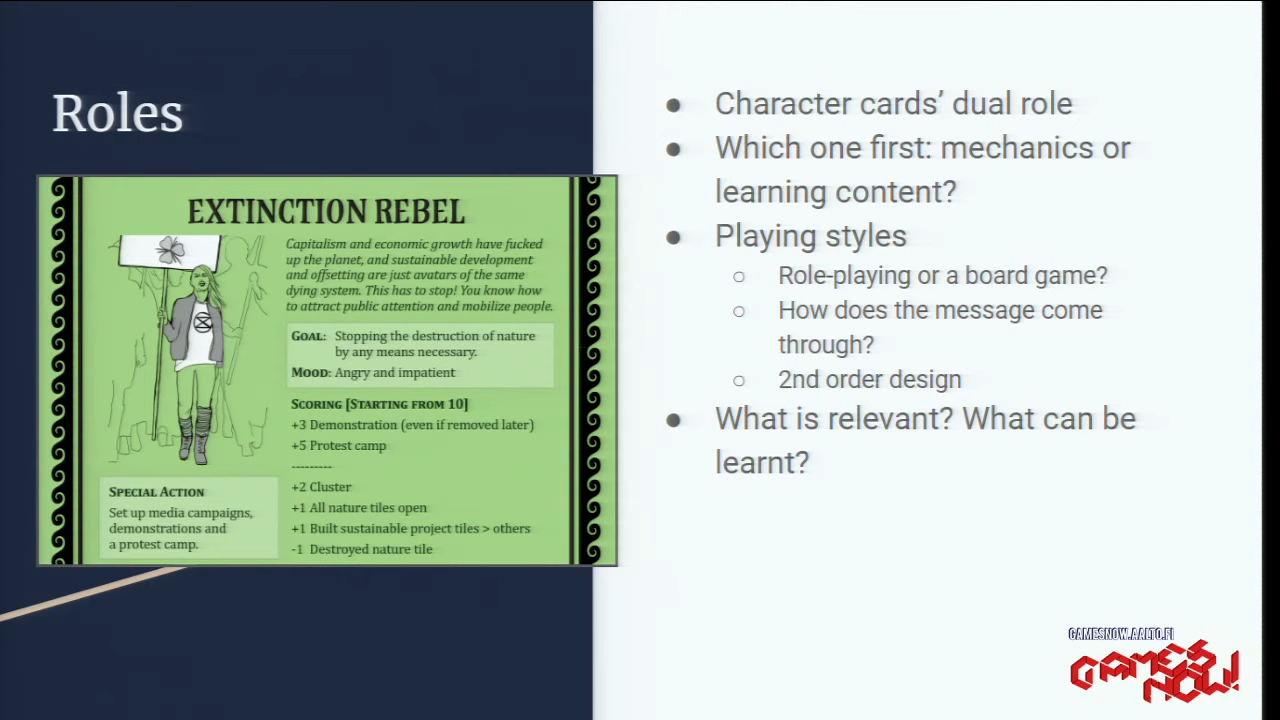 Roles
EXTINCTION REBEL
Capitalism and economic growth have fucked
up the planet, and sustainable development
and offsetting are just avatars of the same
dying system. This has to stop! You know how
to attract public attention and mobilize people.
GOAL: Stopping the destruction of nature
by any means necessary.
MOOD: Angry and impatient
SCORING [STARTING FROM 10]
+3 Demonstration (even if removed later)
+5 Protest camp
---------
+2 Cluster
+1 All nature tiles open
+1 Built sustainable project tiles > others
-1 Destroyed nature tile
SPECIAL ACTION
Set up media campaigns,
demonstrations and
a protest camp.
● Character cards’ dual role
● Which one first: mechanics or
learning content?
● Playing styles
○ Role-playing or a board game?
○ How does the message come
through?
○ 2nd order design
● What is relevant? What can be
learnt?
GAMESNOW.AALTO.FI
GAMES
NOW!